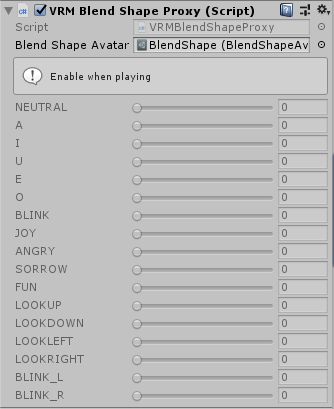 VRM Blend Shape Proxy (Script)
Script VRMBlendShapeProxy
Blend Shape Avatar BlendShape (BlendShapeAv
Enable when playing
NEUTRAL 0
A 0
I 0
U 0
E 0
O 0
BLINK 0
JOY 0
ANGRY 0
SORROW 0
FUN 0
LOOKUP 0
LOOKDOWN 0
LOOKLEFT 0
LOOKRIGHT 0
BLINK_L 0
BLINK_R 0